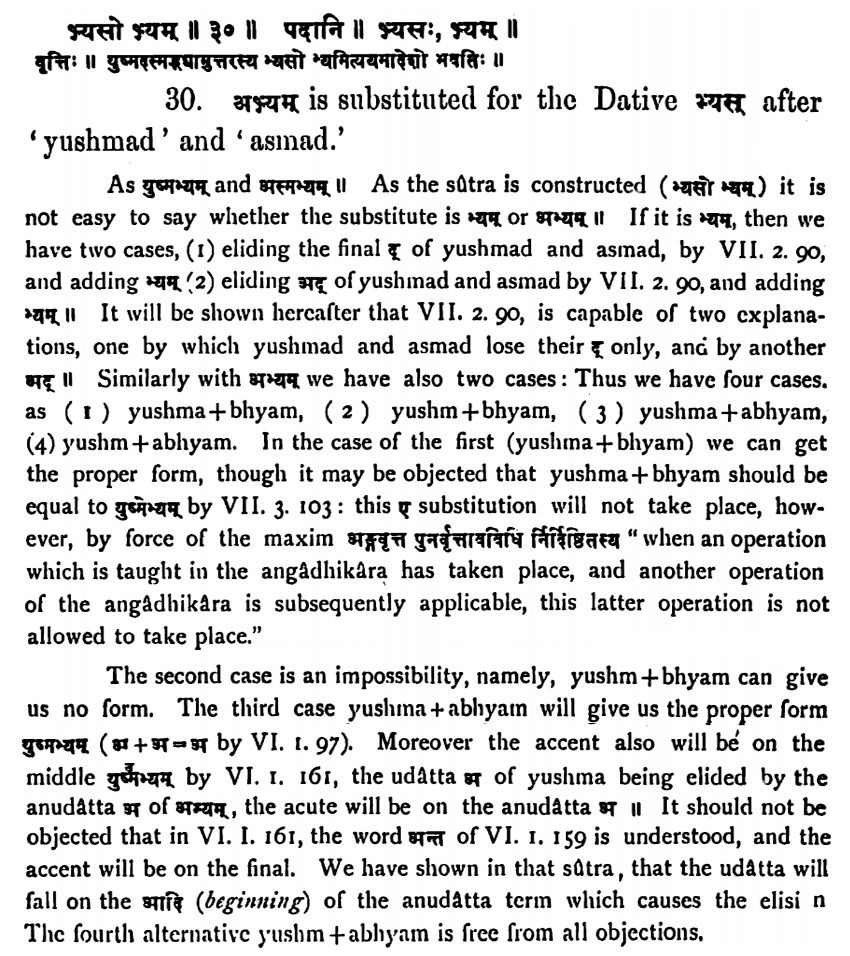 भ्यसो भ्यम् ॥ ३० ॥ पदानि ॥ भ्यसः, भ्यम् ॥
वृत्तिः ॥ युष्मदस्मद्भ्यामुत्तरस्य भ्यसो भ्यमित्ययमादेशो भवति ॥
30. अभ्यम् is substituted for the Dative भ्यस् after
‘yushmad’ and ‘asmad.’
As युष्मभ्यम् and अस्मभ्यम् ॥ As the sûtra is constructed (भ्यसो भ्यम्) it is
not easy to say whether the substitute is भ्यम् or अभ्यम् ॥ If it is भ्यम्, then we
have two cases, (1) eliding the final द् of yushmad and asmad, by VII. 2. 90,
and adding भ्यम् (2) eliding अद् of yushmad and asmad by VII. 2. 90, and adding
भ्यम् ॥ It will be shown hereafter that VII. 2. 90, is capable of two explana-
tions, one by which yushmad and asmad lose their द् only, and by another
अद् ॥ Similarly with अभ्यम् we have also two cases: Thus we have four cases.
as (1) yushma+bhyam, (2) yushm+bhyam, (3) yushma+abhyam,
(4) yushm+abhyam. In the case of the first (yushma+bhyam) we can get
the proper form, though it may be objected that yushma+bhyam should be
equal to युष्मेभ्यम् by VII. 3. 103: this ए substitution will not take place, how-
ever, by force of the maxim अङ्गवृत्त पुनर्वृत्तावविधि र्निर्दिष्ठितस्य “when an operation
which is taught in the angâdhikâra has taken place, and another operation
of the angâdhikâra is subsequently applicable, this latter operation is not
allowed to take place.”
The second case is an impossibility, namely, yushm+bhyam can give
us no form. The third case yushma+abhyam will give us the proper form
युष्मभ्यम् (अ+अ=अ by VI. 1. 97). Moreover the accent also will be on the
middle युष्म॑भ्यम् by VI. 1. 161, the udâtta अ of yushma being elided by the
anudâtta अ of अभ्यम्, the acute will be on the anudâtta अ ॥ It should not be
objected that in VI. I. 161, the word अन्त of VI. 1. 159 is understood, and the
accent will be on the final. We have shown in that sûtra, that the udâtta will
fall on the आदि (beginning) of the anudâtta term which causes the elisi n
The fourth alternative yushm+abhyam is free from all objections.